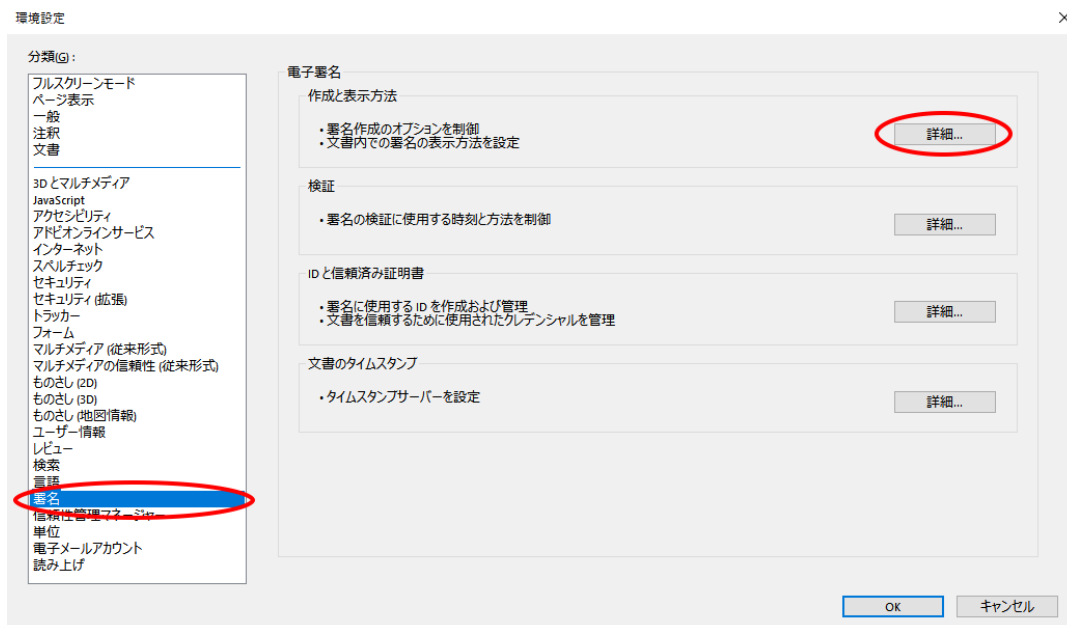 環境設定
分類(G) :
フルスクリーンモード
ページ表示
一般
注釈
文書
3D とマルチメディア
JavaScript
アクセシビリティ
アドビオンラインサービス
インターネット
スペルチェック
セキュリティ
セキュリティ (拡張)
トラッカー
フォーム
マルチメディア (従来形式)
マルチメディアの信頼性 (従来形式)
ものさし (2D)
ものさし (3D)
ものさし (地図情報)
ユーザー情報
レビュー
検索
言語
署名
信頼性管理マネージャー
単位
電子メールアカウント
読み上げ
電子署名
作成と表示方法
・署名作成のオプションを制御
・文書内での署名の表示方法を設定
詳細...
検証
・署名の検証に使用する時刻と方法を制御
詳細...
ID と信頼済み証明書
・署名に使用する ID を作成および管理
・文書を信頼するために使用されたクレデンシャルを管理
詳細...
文書のタイムスタンプ
・タイムスタンプサーバーを設定
詳細...
OK
キャンセル